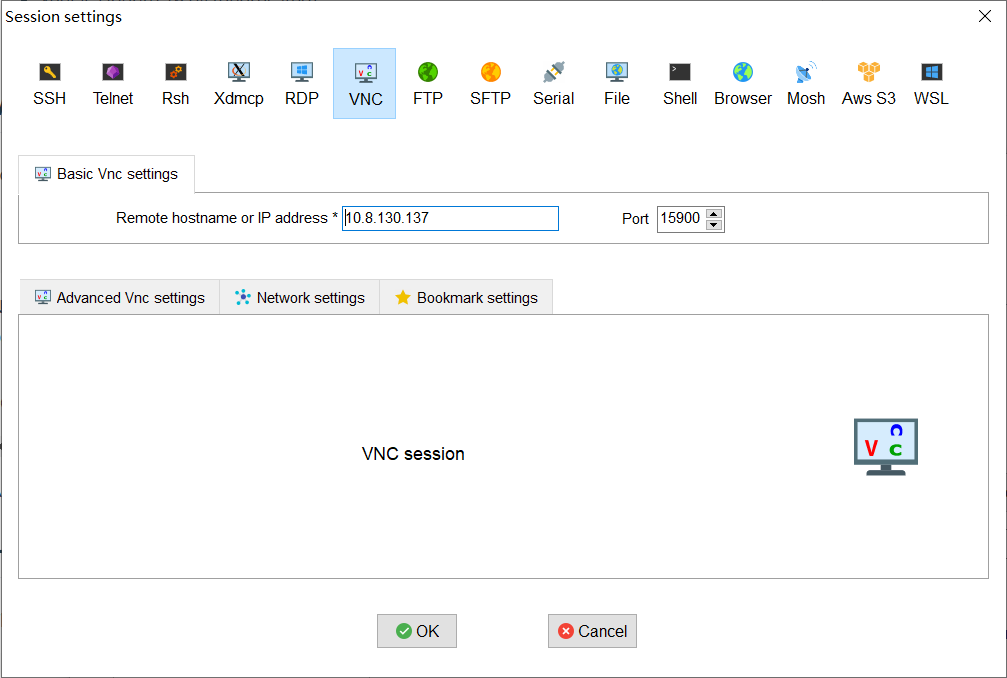 Session settings
SSH Telnet Rsh Xdmcp RDP VNC FTP SFTP Serial File Shell Browser Mosh Aws S3 WSL
Basic Vnc settings
Remote hostname or IP address * 10.8.130.137 Port 15900
Advanced Vnc settings Network settings Bookmark settings
VNC session
OK Cancel